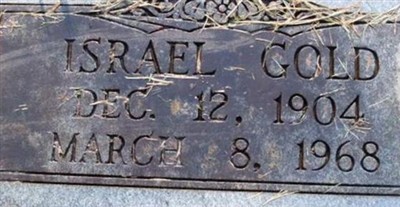 ISRAEL GOLD
DEC. 12, 1904
MARCH 8, 1968